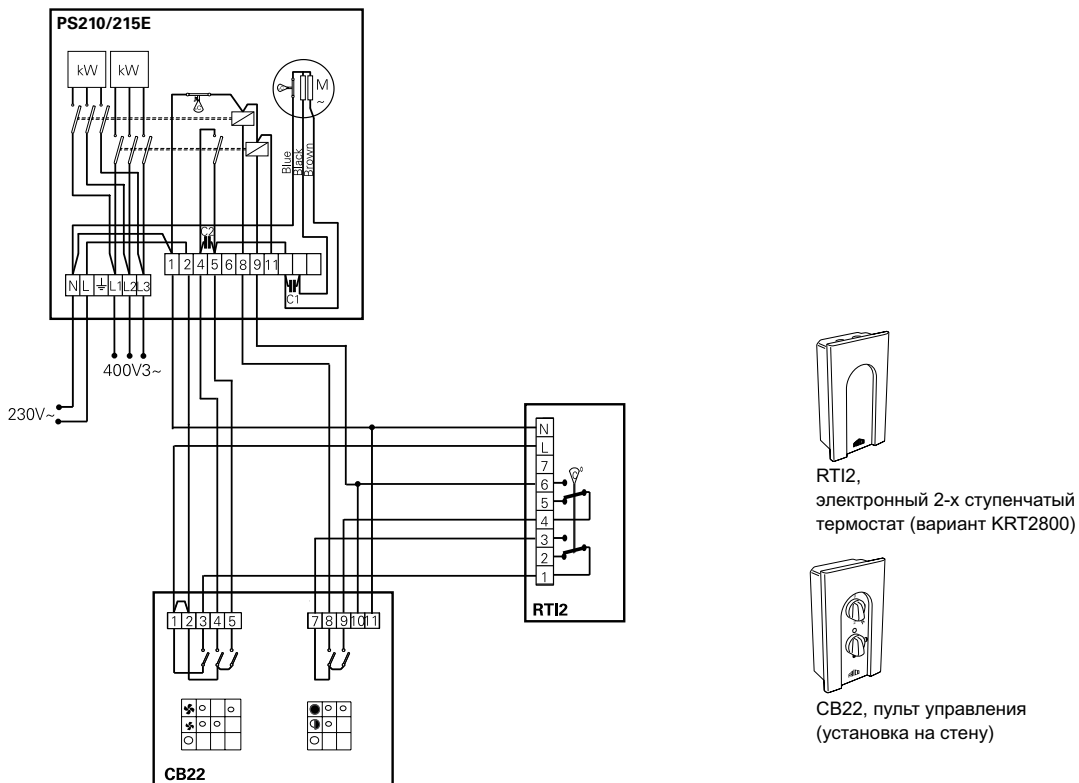 PS210/215E
kW kW
M
~
Blue
Black
Brown
C2
1 2 4 5 6 8 9 11
N L L1 L2 L3
C1
400V3~
230V~
N
L
7
6
5
4
3
2
1
RTI2
1 2 3 4 5 7 8 9 10 11
CB22
RTI2,
электронный 2-х ступенчатый
термостат (вариант KRT2800)
CB22, пульт управления
(установка на стену)